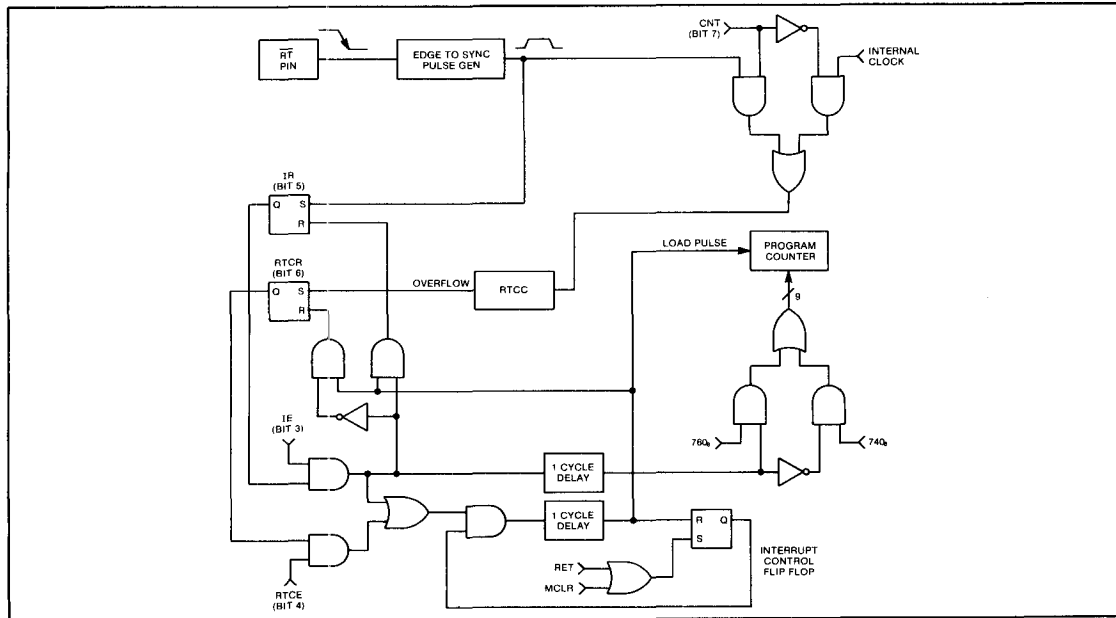 CNT
(BIT 7)
INTERNAL
CLOCK
RT
PIN
EDGE TO SYNC
PULSE GEN
IR
(BIT 5)
Q S
R
LOAD PULSE
PROGRAM
COUNTER
RTCR
(BIT 6)
Q S
R
OVERFLOW
RTCC
9
IE
(BIT 3)
760₈
740₈
1 CYCLE
DELAY
1 CYCLE
DELAY
R Q
S
INTERRUPT
CONTROL
FLIP FLOP
RET
MCLR
RTCE
(BIT 4)